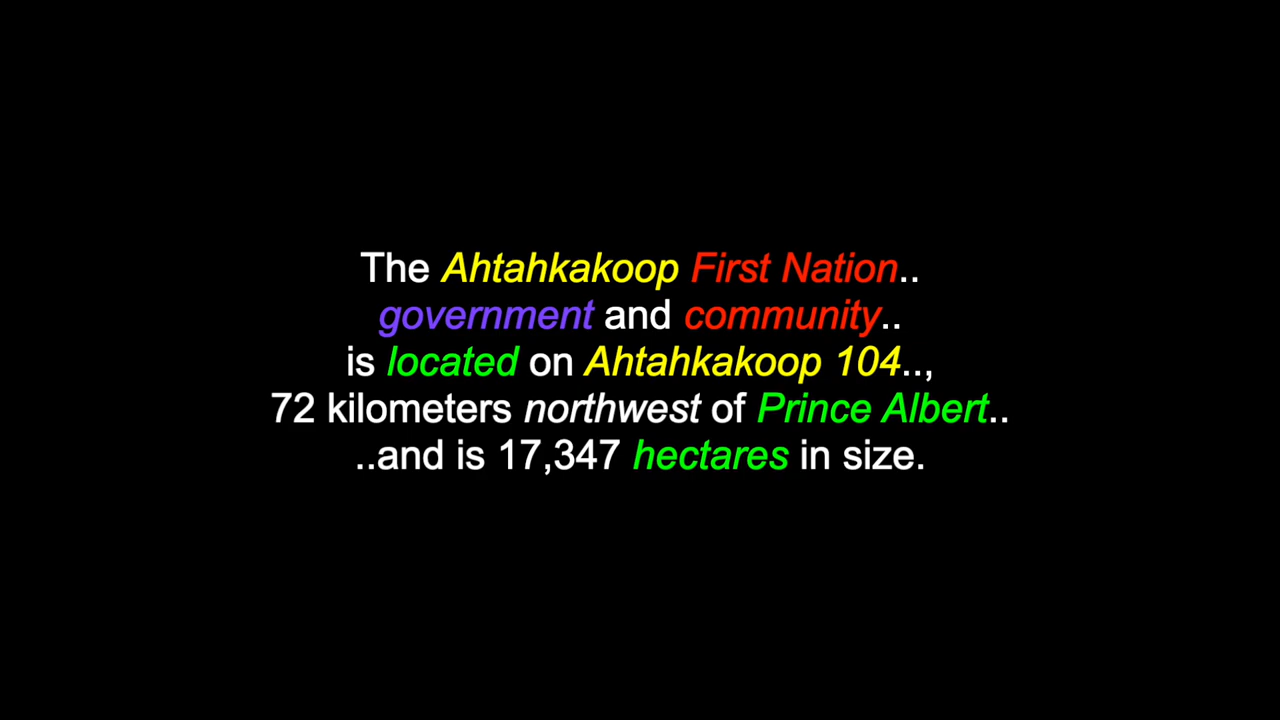 The Ahtahkakoop First Nation..
government and community..
is located on Ahtahkakoop 104..,
72 kilometers northwest of Prince Albert..
..and is 17,347 hectares in size.